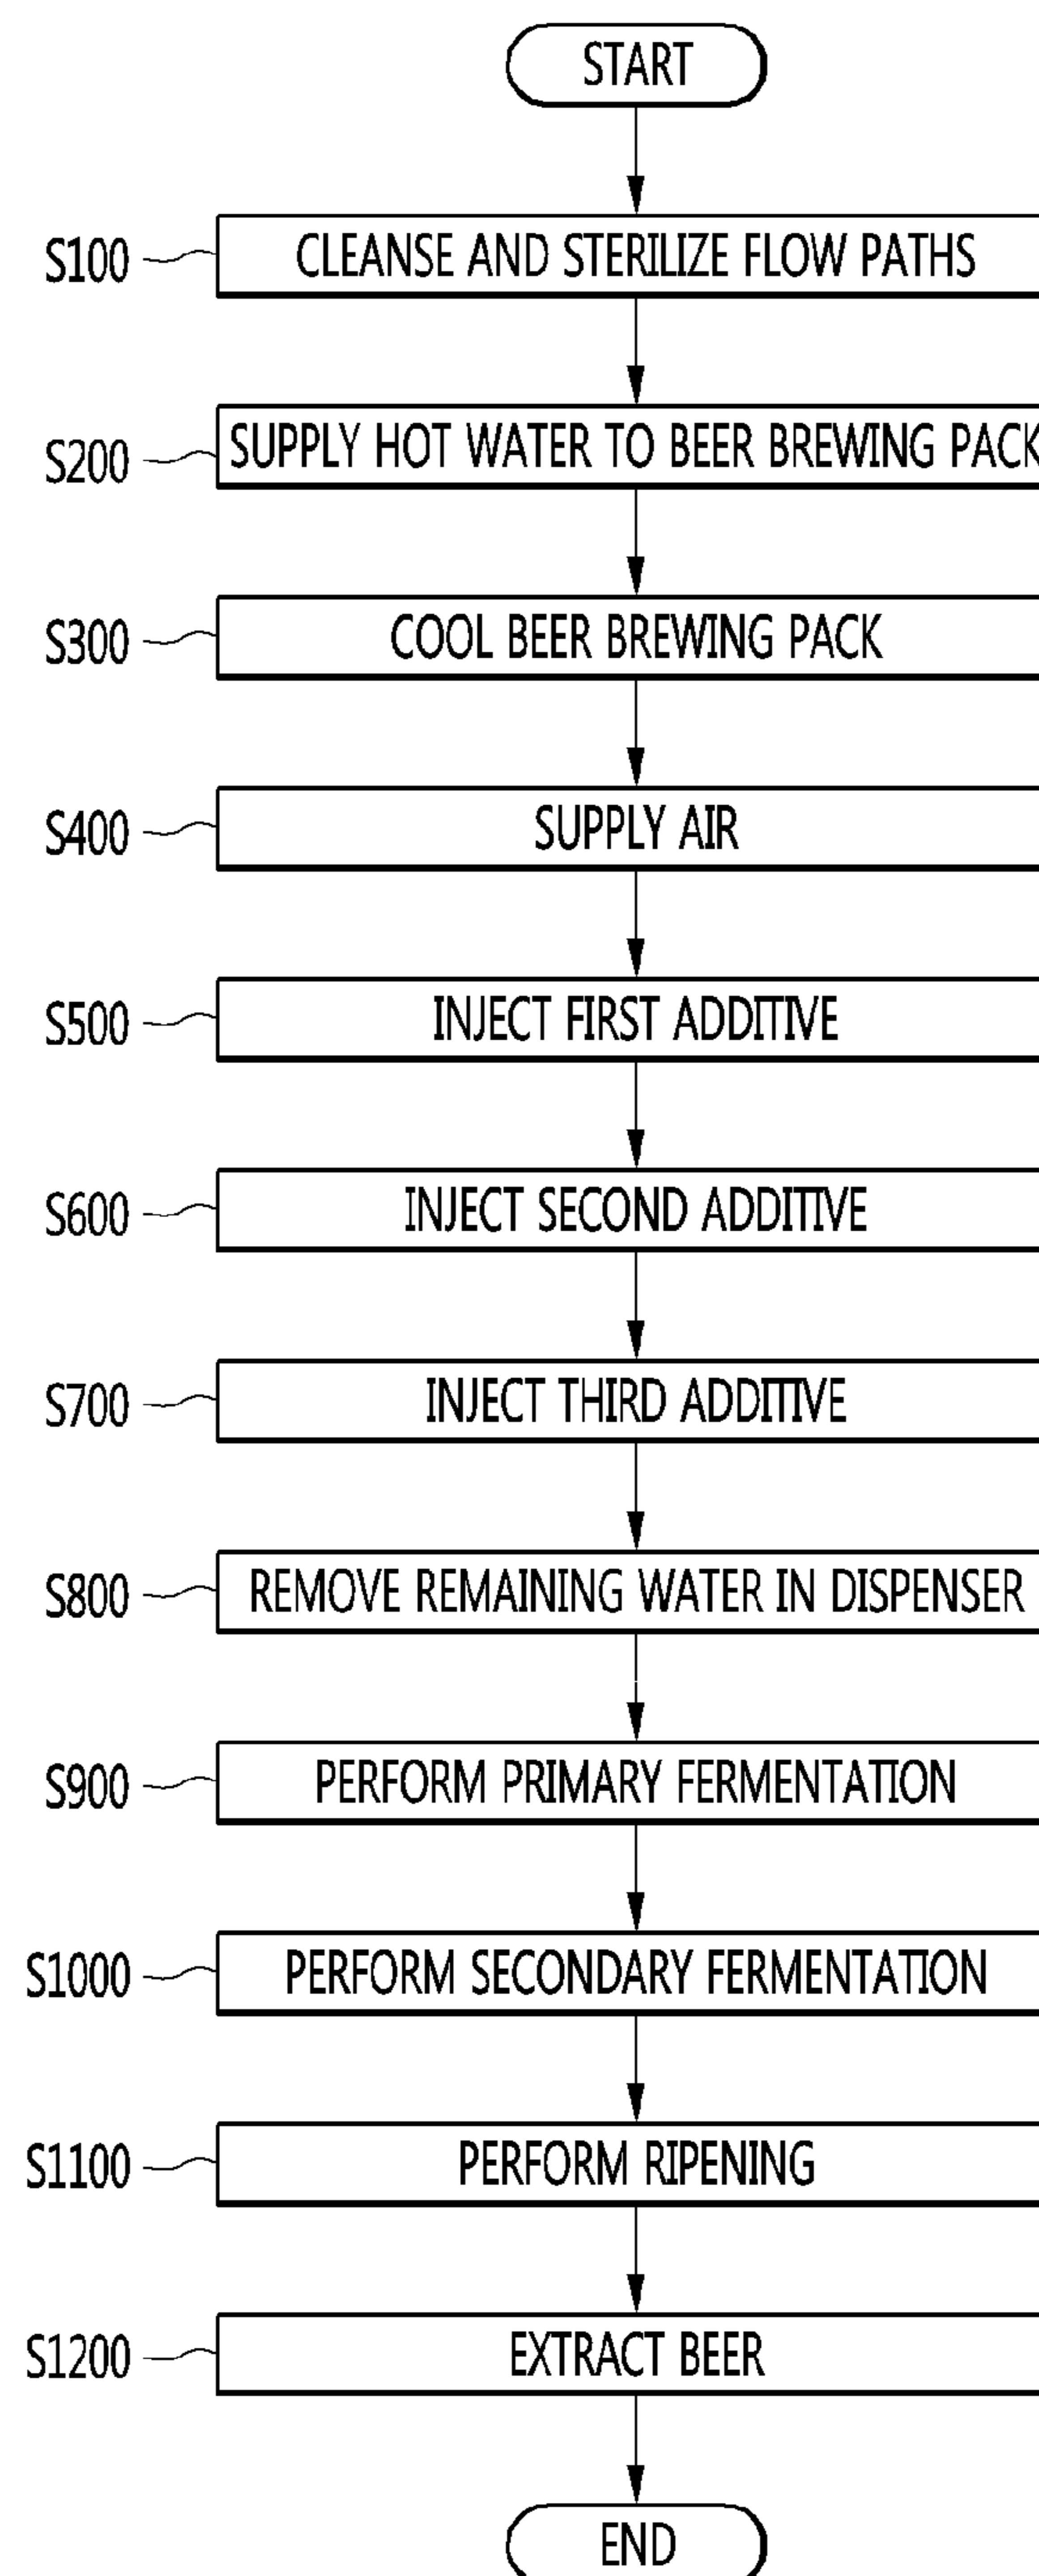 START
S100 CLEANSE AND STERILIZE FLOW PATHS
S200 SUPPLY HOT WATER TO BEER BREWING PACK
S300 COOL BEER BREWING PACK
S400 SUPPLY AIR
S500 INJECT FIRST ADDITIVE
S600 INJECT SECOND ADDITIVE
S700 INJECT THIRD ADDITIVE
S800 REMOVE REMAINING WATER IN DISPENSER
S900 PERFORM PRIMARY FERMENTATION
S1000 PERFORM SECONDARY FERMENTATION
S1100 PERFORM RIPENING
S1200 EXTRACT BEER
END